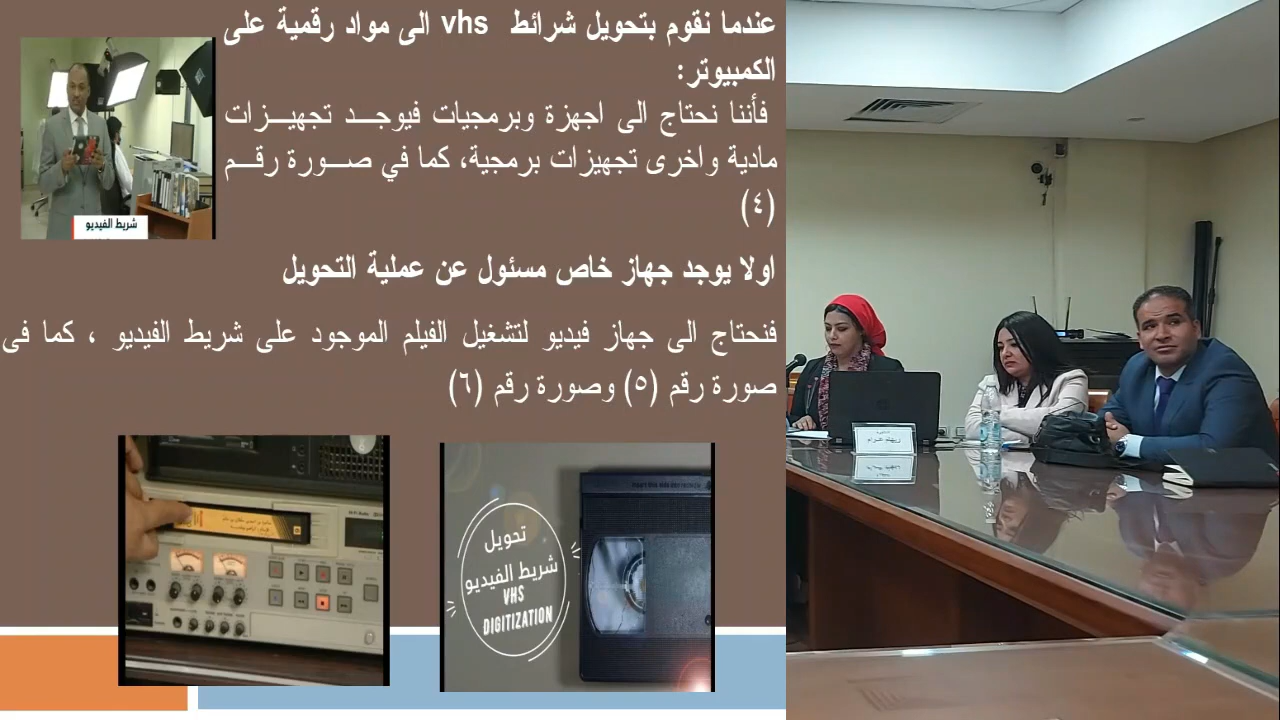 عندما نقوم بتحويل شرائط vhs الى مواد رقمية على
الكمبيوتر:
فأننا نحتاج الى اجهزة وبرمجيات فيوجد تجهيزات
مادية واخرى تجهيزات برمجية، كما في صورة رقم
(٤)
شريط الفيديو
اولا يوجد جهاز خاص مسئول عن عملية التحويل
فنحتاج الى جهاز فيديو لتشغيل الفيلم الموجود على شريط الفيديو ، كما فى
صورة رقم (٥) وصورة رقم (٦)
تحويل
شريط الفيديو
VHS
DIGITIZATION
ريهام غرام